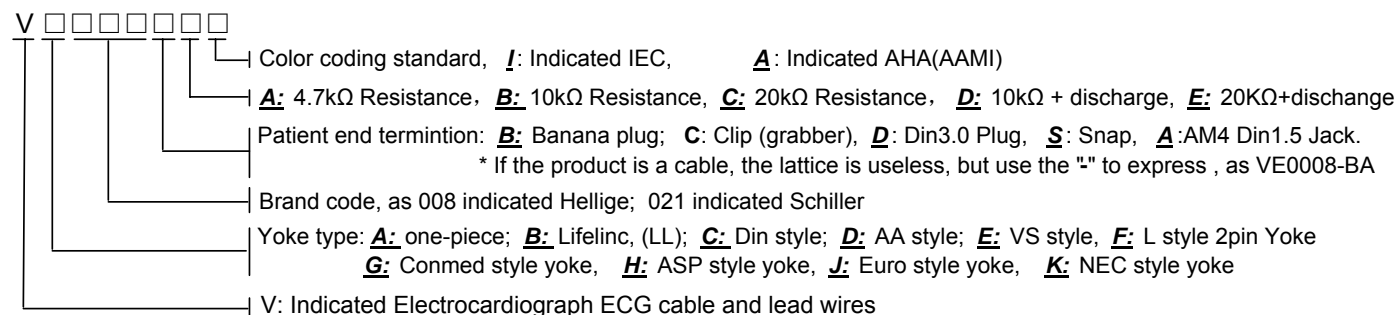 V □ □ □ □ □ □ □
Color coding standard, I: Indicated IEC, A: Indicated AHA(AAMI)
A: 4.7kΩ Resistance，B: 10kΩ Resistance, C: 20kΩ Resistance， D: 10kΩ + discharge, E: 20KΩ+dischange
Patient end termintion: B: Banana plug; C: Clip (grabber), D: Din3.0 Plug, S: Snap, A:AM4 Din1.5 Jack.
* If the product is a cable, the lattice is useless, but use the "-" to express , as VE0008-BA
Brand code, as 008 indicated Hellige; 021 indicated Schiller
Yoke type: A: one-piece; B: Lifelinc, (LL); C: Din style; D: AA style; E: VS style, F: L style 2pin Yoke
G: Conmed style yoke, H: ASP style yoke, J: Euro style yoke, K: NEC style yoke
V: Indicated Electrocardiograph ECG cable and lead wires